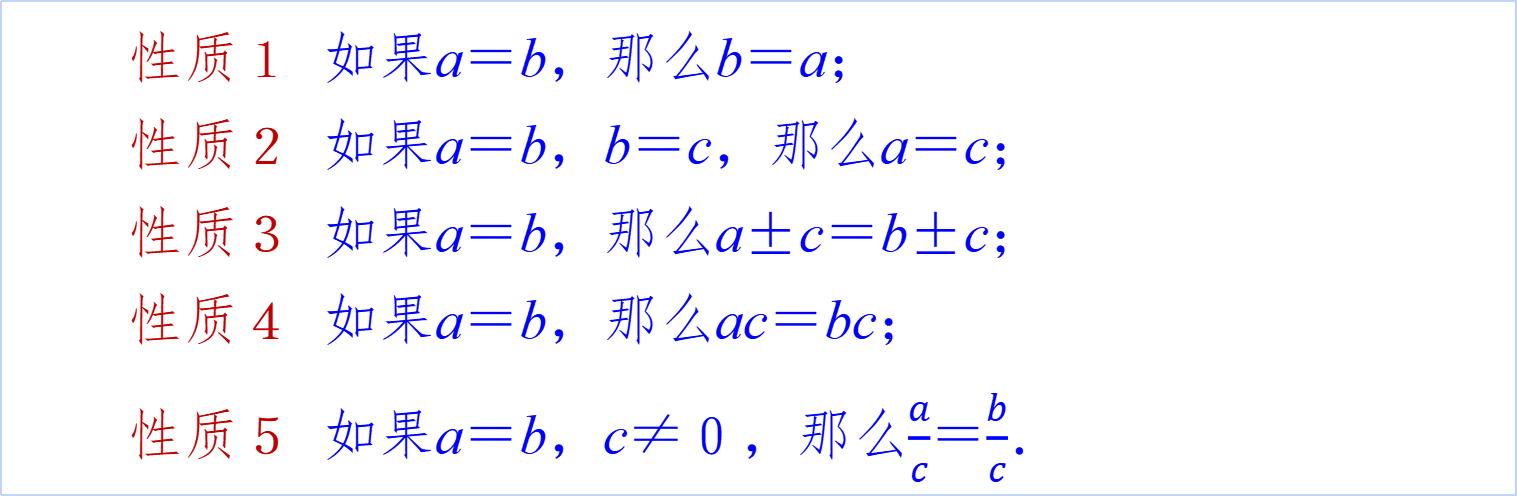 性质 1 如果a＝b，那么b＝a；
性质 2 如果a＝b，b＝c，那么a＝c；
性质 3 如果a＝b，那么a±c＝b±c；
性质 4 如果a＝b，那么ac＝bc；
性质 5 如果a＝b，c≠ 0 ，那么a/c＝b/c.